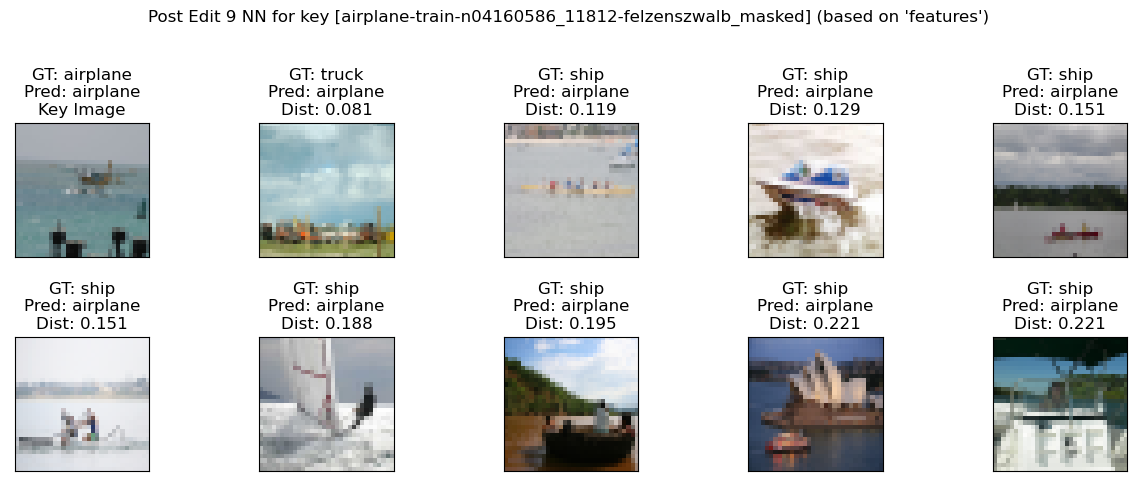 Post Edit 9 NN for key [airplane-train-n04160586_11812-felzenszwalb_masked] (based on 'features')
GT: airplane
Pred: airplane
Key Image
GT: truck
Pred: airplane
Dist: 0.081
GT: ship
Pred: airplane
Dist: 0.119
GT: ship
Pred: airplane
Dist: 0.129
GT: ship
Pred: airplane
Dist: 0.151
GT: ship
Pred: airplane
Dist: 0.151
GT: ship
Pred: airplane
Dist: 0.188
GT: ship
Pred: airplane
Dist: 0.195
GT: ship
Pred: airplane
Dist: 0.221
GT: ship
Pred: airplane
Dist: 0.221